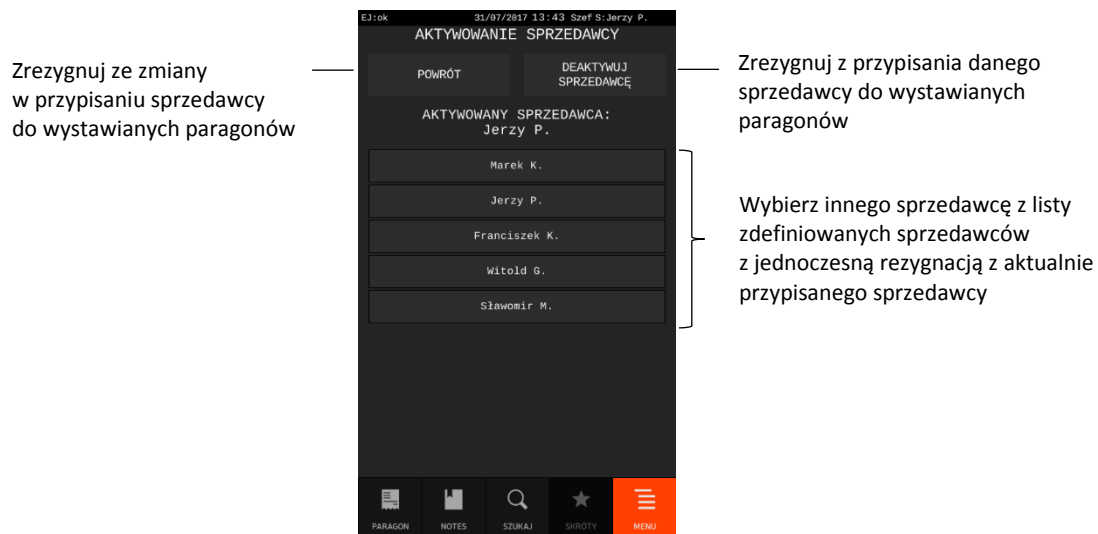 EJ:ok 31/07/2017 13:43 Szef S:Jerzy P.
AKTYWOWANIE SPRZEDAWCY
Zrezygnuj ze zmiany
w przypisaniu sprzedawcy
do wystawianych paragonów
POWRÓT
DEAKTYWUJ
SPRZEDAWCĘ
Zrezygnuj z przypisania danego
sprzedawcy do wystawianych
paragonów
AKTYWOWANY SPRZEDAWCA:
Jerzy P.
Marek K.
Jerzy P.
Franciszek K.
Witold G.
Sławomir M.
Wybierz innego sprzedawcę z listy
zdefiniowanych sprzedawców
z jednoczesną rezygnacją z aktualnie
przypisanego sprzedawcy
PARAGON
NOTES
SZUKAJ
SKRÓTY
MENU